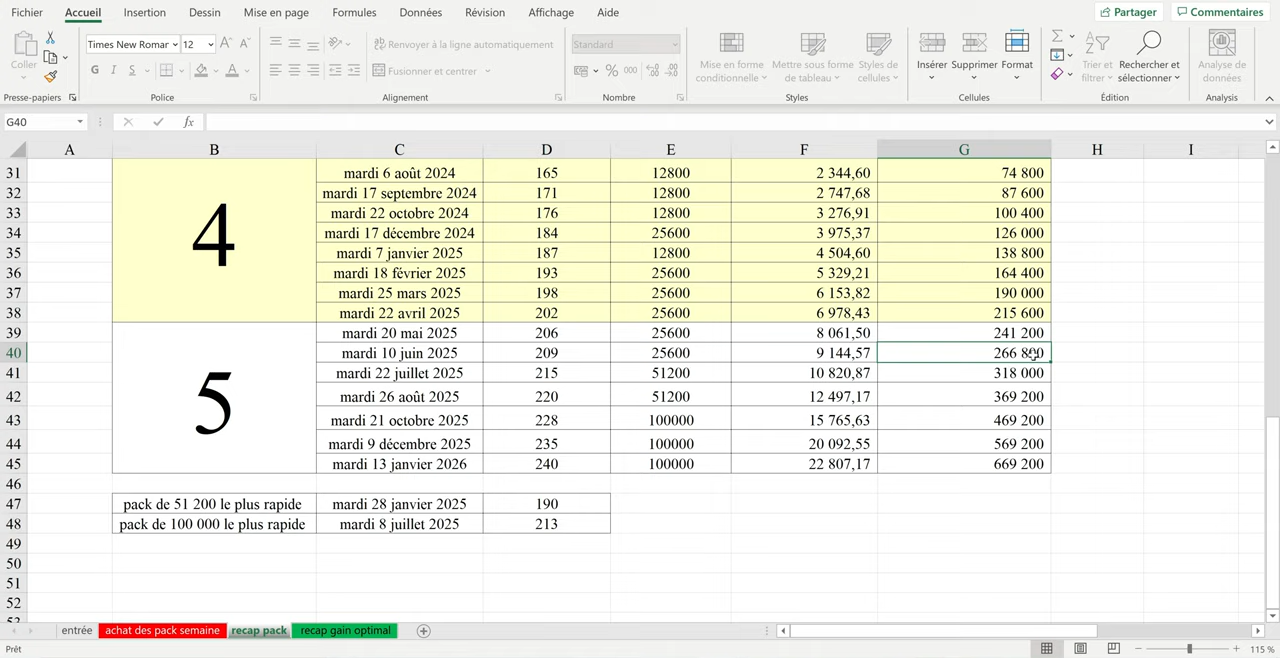 Fichier Accueil Insertion Dessin Mise en page Formules Données Révision Affichage Aide Partager Commentaires
Coller
Times New Romar 12
G I S
Renvoyer à la ligne automatiquement
Fusionner et centrer
Standard
% 000
Mise en forme conditionnelle
Mettre sous forme de tableau
Styles de cellules
Insérer Supprimer Format
Trier et filtrer
Rechercher et sélectionner
Analyse de données
Presse-papiers Police Alignement Nombre Styles Cellules Édition Analysis
G40 fx
A B C D E F G H I
31 mardi 6 août 2024 165 12800 2 344,60 74 800
32 mardi 17 septembre 2024 171 12800 2 747,68 87 600
33 mardi 22 octobre 2024 176 12800 3 276,91 100 400
34 4 mardi 17 décembre 2024 184 25600 3 975,37 126 000
35 mardi 7 janvier 2025 187 12800 4 504,60 138 800
36 mardi 18 février 2025 193 25600 5 329,21 164 400
37 mardi 25 mars 2025 198 25600 6 153,82 190 000
38 mardi 22 avril 2025 202 25600 6 978,43 215 600
39 mardi 20 mai 2025 206 25600 8 061,50 241 200
40 mardi 10 juin 2025 209 25600 9 144,57 266 800
41 mardi 22 juillet 2025 215 51200 10 820,87 318 000
42 5 mardi 26 août 2025 220 51200 12 497,17 369 200
43 mardi 21 octobre 2025 228 100000 15 765,63 469 200
44 mardi 9 décembre 2025 235 100000 20 092,55 569 200
45 mardi 13 janvier 2026 240 100000 22 807,17 669 200
46
47 pack de 51 200 le plus rapide mardi 28 janvier 2025 190
48 pack de 100 000 le plus rapide mardi 8 juillet 2025 213
49
50
51
52
entrée achat des pack semaine recap pack recap gain optimal
Prêt 115 %